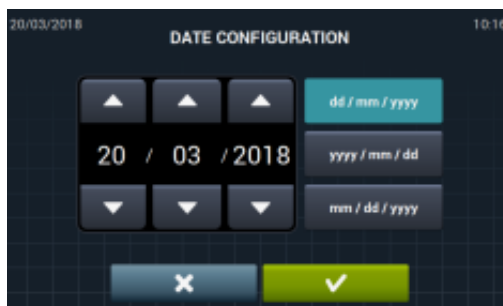 20/03/2018
DATE CONFIGURATION
10:16
dd / mm / yyyy
20 / 03 / 2018
yyyy / mm / dd
mm / dd / yyyy